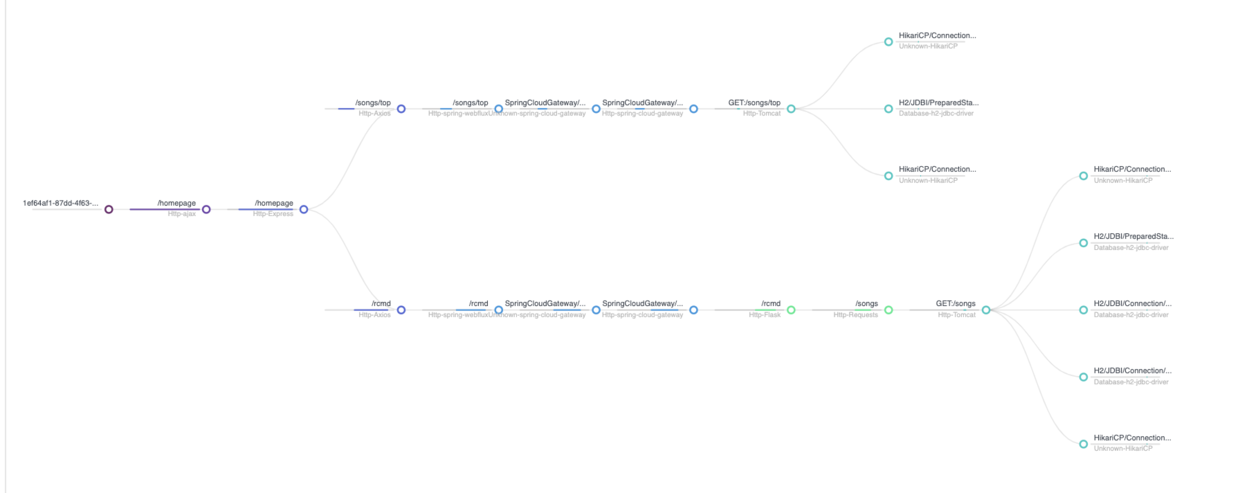 HikariCP/Connection...
Unknown-HikariCP
/songs/top
Http-Axios
/songs/top
Http-spring-webflux
SpringCloudGateway/...
Unknown-spring-cloud-gateway
SpringCloudGateway/...
Http-spring-cloud-gateway
GET:/songs/top
Http-Tomcat
H2/JDBI/PreparedSta...
Database-h2-jdbc-driver
HikariCP/Connection...
Unknown-HikariCP
1ef64af1-87dd-4f63-...
/homepage
Http-ajax
/homepage
Http-Express
HikariCP/Connection...
Unknown-HikariCP
H2/JDBI/PreparedSta...
Database-h2-jdbc-driver
/rcmd
Http-Axios
/rcmd
Http-spring-webflux
SpringCloudGateway/...
Unknown-spring-cloud-gateway
SpringCloudGateway/...
Http-spring-cloud-gateway
/rcmd
Http-Flask
/songs
Http-Requests
GET:/songs
Http-Tomcat
H2/JDBI/Connection/...
Database-h2-jdbc-driver
H2/JDBI/Connection/...
Database-h2-jdbc-driver
HikariCP/Connection...
Unknown-HikariCP